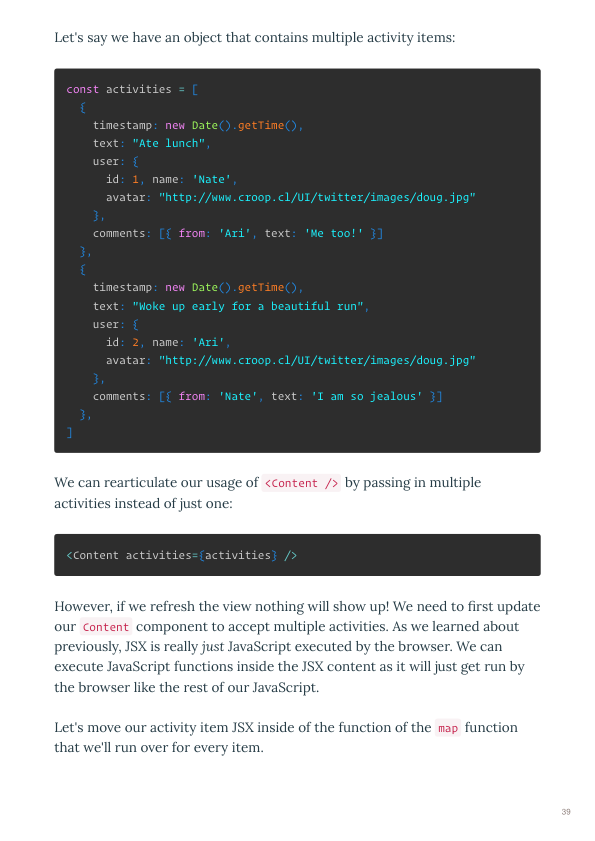 Let's say we have an object that contains multiple activity items:
const activities = [
  {
    timestamp: new Date().getTime(),
    text: "Ate lunch",
    user: {
      id: 1, name: 'Nate',
      avatar: "http://www.croop.cl/UI/twitter/images/doug.jpg"
    },
    comments: [{ from: 'Ari', text: 'Me too!' }]
  },
  {
    timestamp: new Date().getTime(),
    text: "Woke up early for a beautiful run",
    user: {
      id: 2, name: 'Ari',
      avatar: "http://www.croop.cl/UI/twitter/images/doug.jpg"
    },
    comments: [{ from: 'Nate', text: 'I am so jealous' }]
  },
]
We can rearticulate our usage of <Content /> by passing in multiple
activities instead of just one:
<Content activities={activities} />
However, if we refresh the view nothing will show up! We need to first update
our Content component to accept multiple activities. As we learned about
previously, JSX is really just JavaScript executed by the browser. We can
execute JavaScript functions inside the JSX content as it will just get run by
the browser like the rest of our JavaScript.
Let's move our activity item JSX inside of the function of the map function
that we'll run over for every item.
39